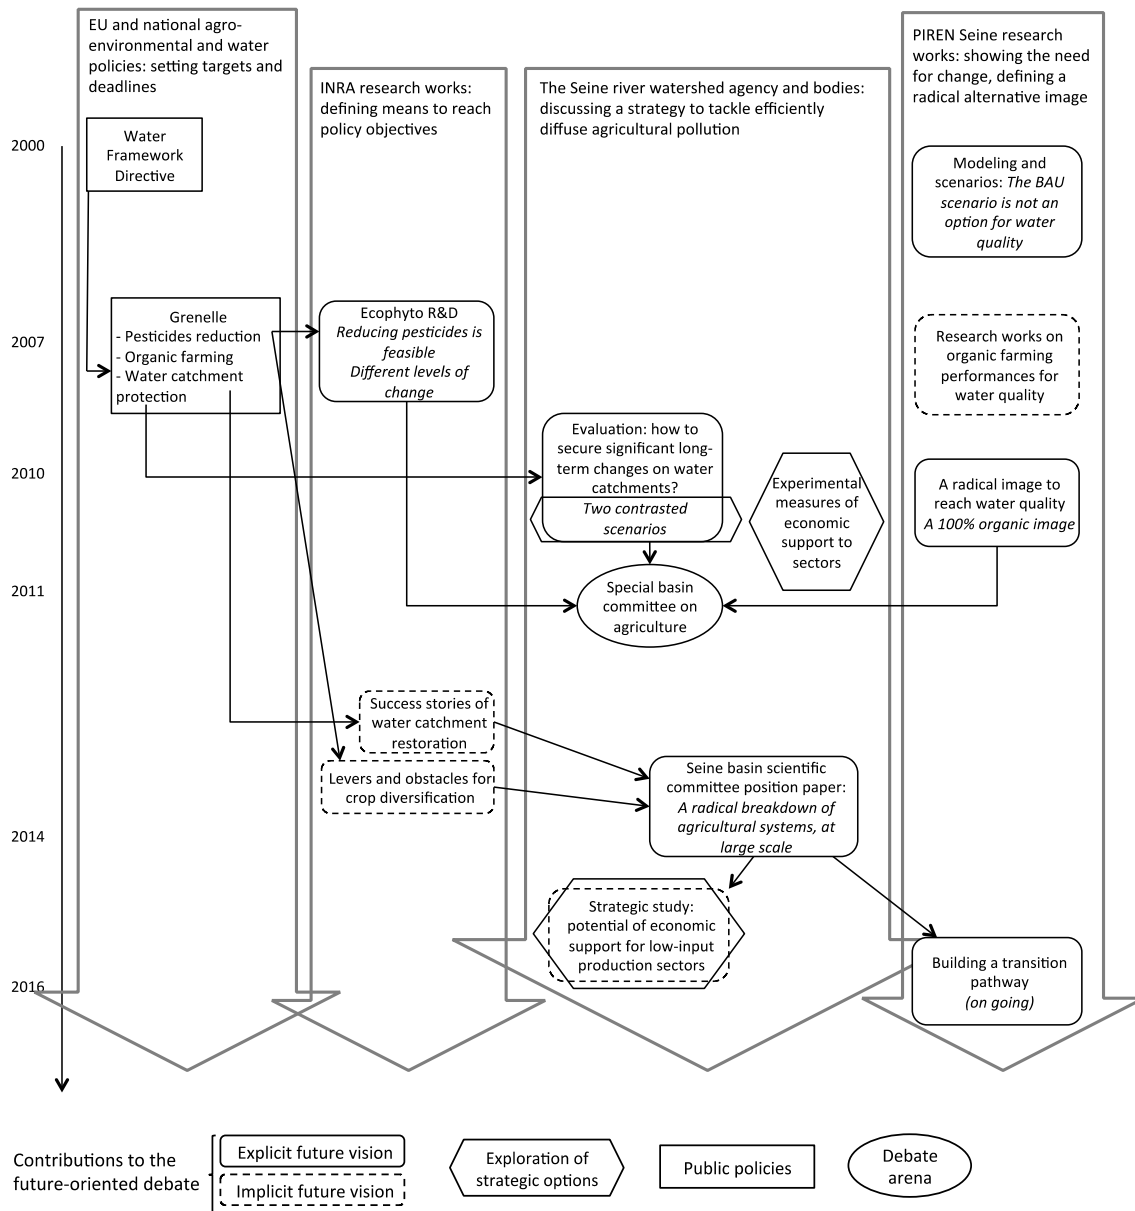 EU and national agro-
environmental and water
policies: setting targets and
deadlines
INRA research works:
defining means to reach
policy objectives
The Seine river watershed agency and bodies:
discussing a strategy to tackle efficiently
diffuse agricultural pollution
PIREN Seine research
works: showing the need
for change, defining a
radical alternative image
2000
Water
Framework
Directive
Modeling and
scenarios: The BAU
scenario is not an
option for water
quality
2007
Grenelle
- Pesticides reduction
- Organic farming
- Water catchment
protection
Ecophyto R&D
Reducing pesticides is
feasible
Different levels of
change
Research works on
organic farming
performances for
water quality
2010
Evaluation: how to
secure significant long-
term changes on water
catchments?
Two contrasted
scenarios
Experimental
measures of
economic
support to
sectors
A radical image to
reach water quality
A 100% organic image
2011
Special basin
committee on
agriculture
Success stories of
water catchment
restoration
Levers and obstacles for
crop diversification
Seine basin scientific
committee position paper:
A radical breakdown of
agricultural systems, at
large scale
2014
Strategic study:
potential of economic
support for low-input
production sectors
Building a transition
pathway
(on going)
2016
Contributions to the
future-oriented debate
Explicit future vision
Implicit future vision
Exploration of
strategic options
Public policies
Debate
arena